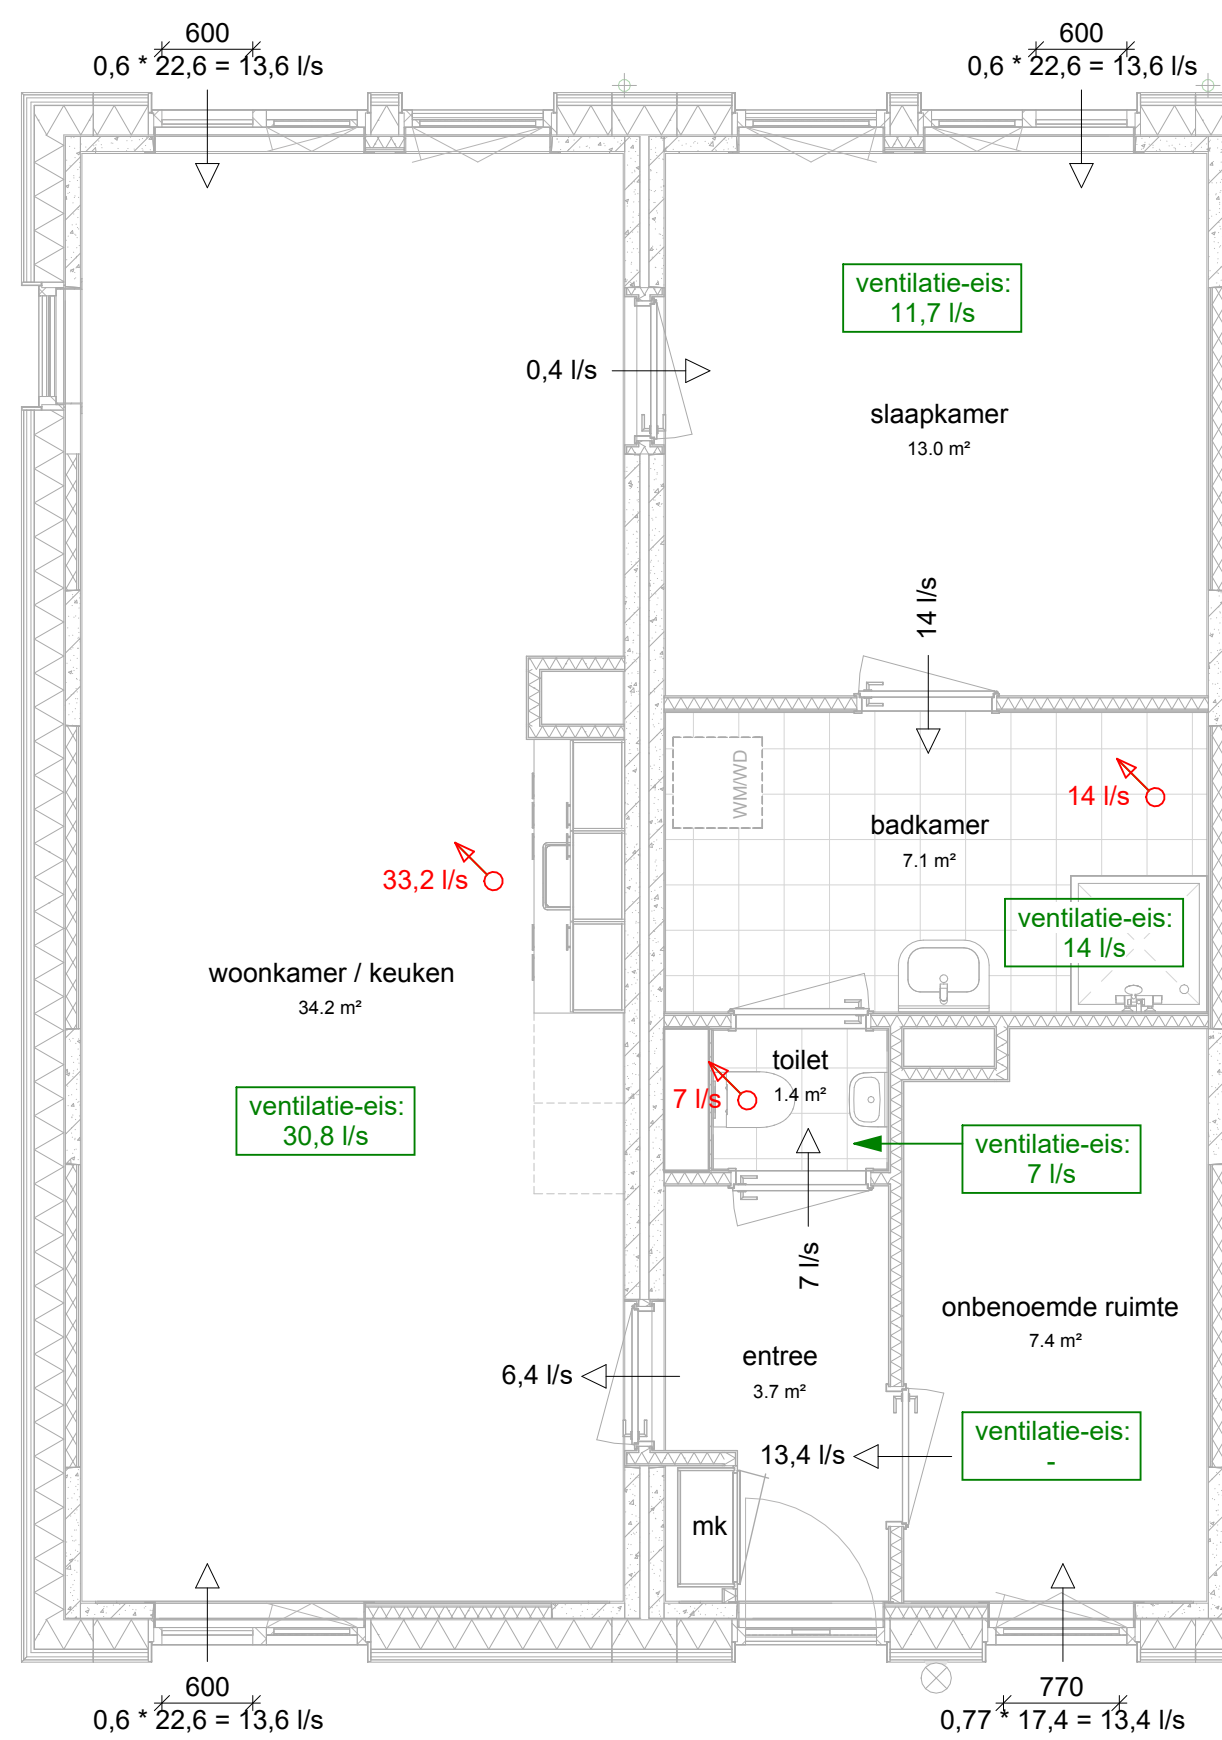 600
0,6 * 22,6 = 13,6 l/s
600
0,6 * 22,6 = 13,6 l/s
ventilatie-eis:
11,7 l/s
0,4 l/s
slaapkamer
13.0 m²
14 l/s
WM/WD
14 l/s
badkamer
7.1 m²
33,2 l/s
ventilatie-eis:
14 l/s
woonkamer / keuken
34.2 m²
toilet
1.4 m²
7 l/s
ventilatie-eis:
30,8 l/s
ventilatie-eis:
7 l/s
7 l/s
onbenoemde ruimte
7.4 m²
entree
3.7 m²
6,4 l/s
13,4 l/s
ventilatie-eis:
-
mk
600
0,6 * 22,6 = 13,6 l/s
770
0,77 * 17,4 = 13,4 l/s